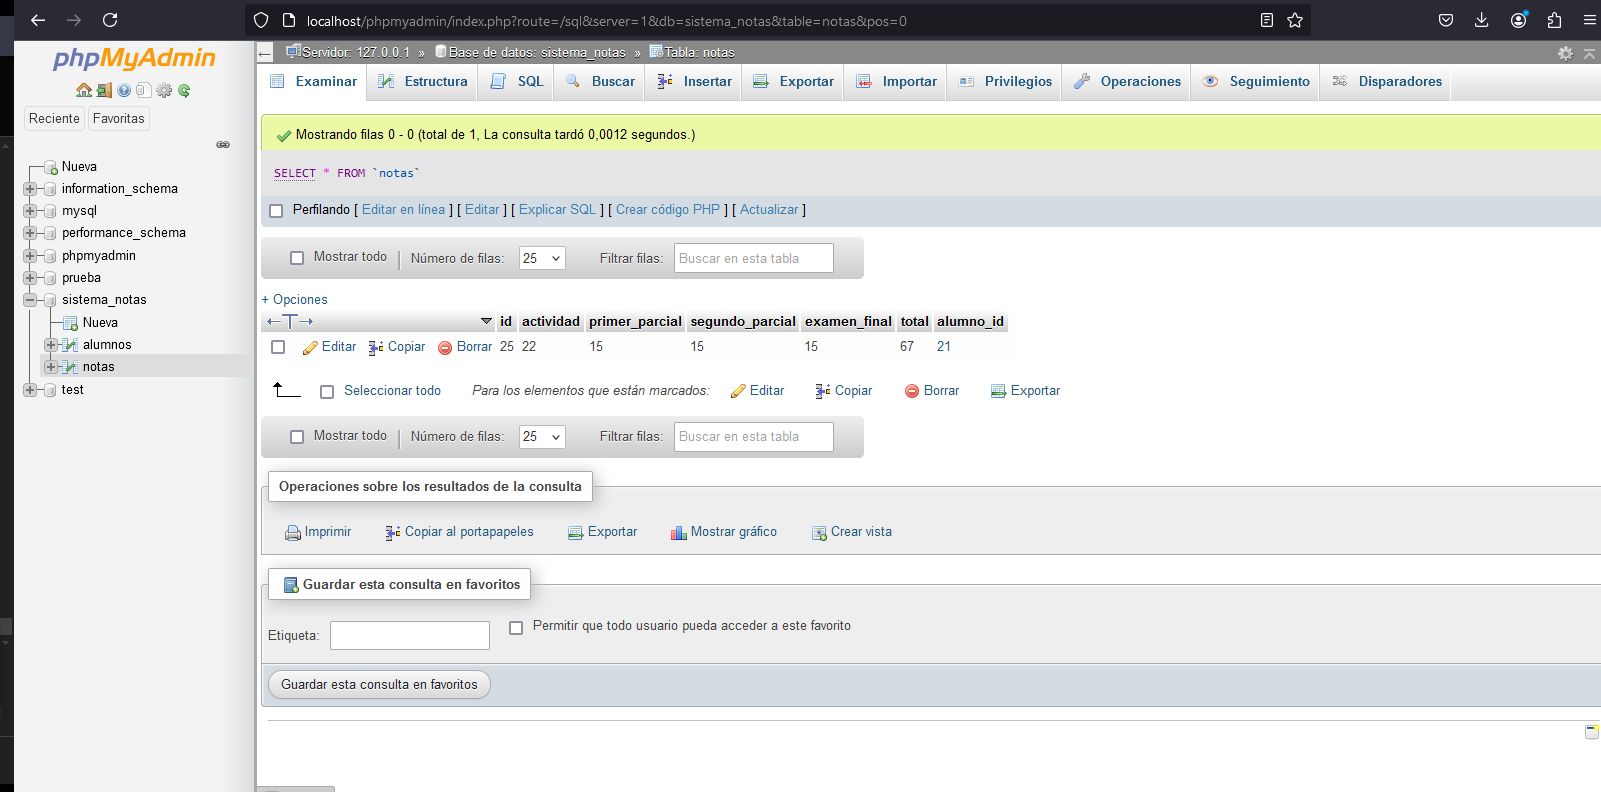 localhost/phpmyadmin/index.php?route=/sql&server=1&db=sistema_notas&table=notas&pos=0
phpMyAdmin
Reciente Favoritas
Nueva
information_schema
mysql
performance_schema
phpmyadmin
prueba
sistema_notas
Nueva
alumnos
notas
test
Servidor: 127.0.0.1 » Base de datos: sistema_notas » Tabla: notas
Examinar Estructura SQL Buscar Insertar Exportar Importar Privilegios Operaciones Seguimiento Disparadores
Mostrando filas 0 - 0 (total de 1, La consulta tardó 0,0012 segundos.)
SELECT * FROM `notas`
Perfilando [ Editar en línea ] [ Editar ] [ Explicar SQL ] [ Crear código PHP ] [ Actualizar ]
Mostrar todo | Número de filas: 25 Filtrar filas: Buscar en esta tabla
+ Opciones
←T→ id actividad primer_parcial segundo_parcial examen_final total alumno_id
Editar Copiar Borrar 25 22 15 15 15 67 21
Seleccionar todo Para los elementos que están marcados: Editar Copiar Borrar Exportar
Mostrar todo | Número de filas: 25 Filtrar filas: Buscar en esta tabla
Operaciones sobre los resultados de la consulta
Imprimir Copiar al portapapeles Exportar Mostrar gráfico Crear vista
Guardar esta consulta en favoritos
Etiqueta: Permitir que todo usuario pueda acceder a este favorito
Guardar esta consulta en favoritos